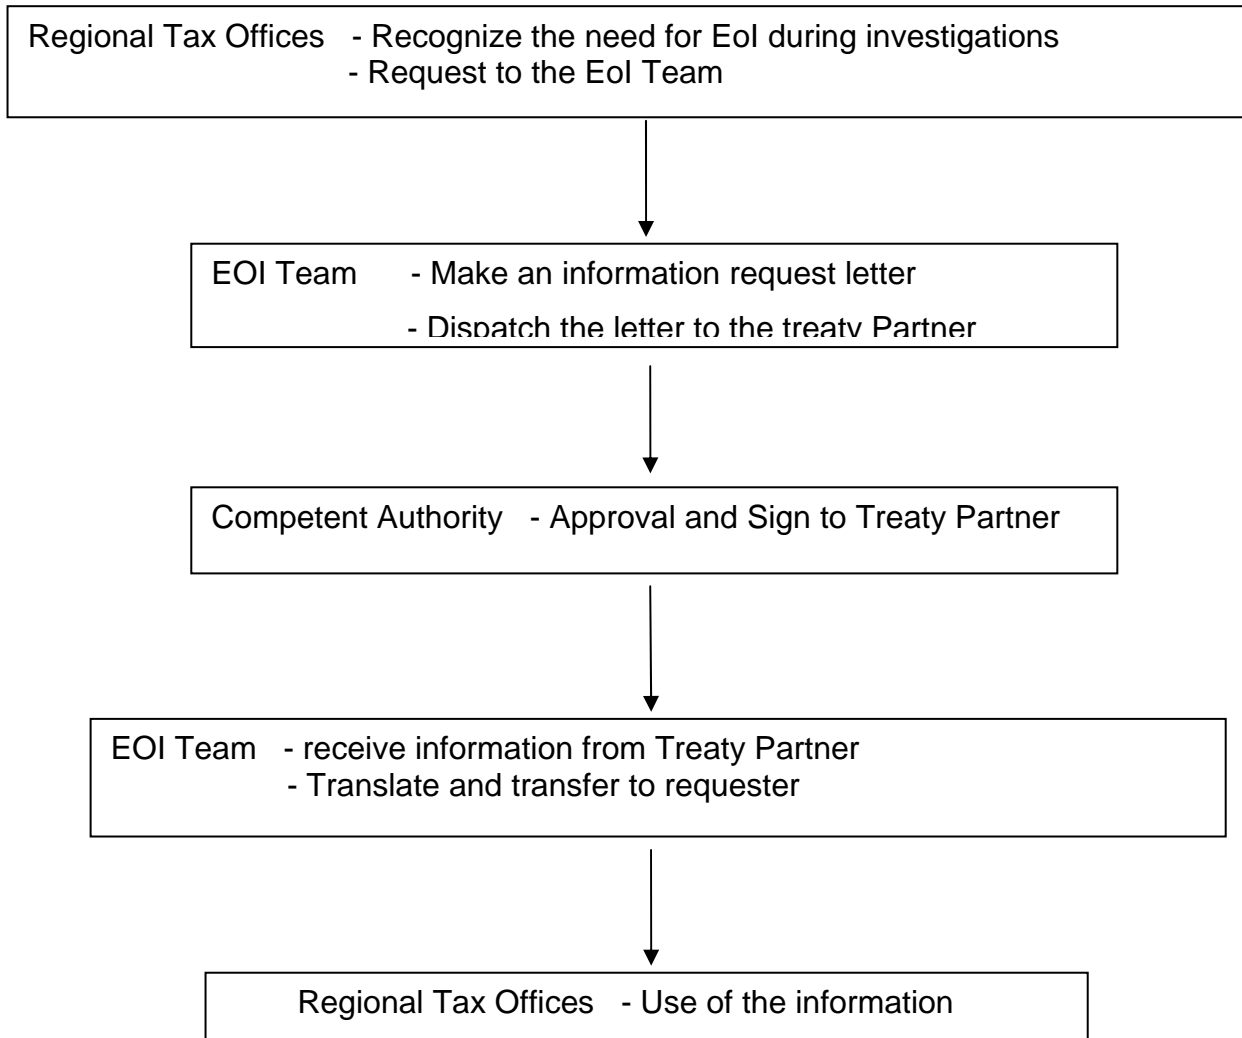 Regional Tax Offices - Recognize the need for EoI during investigations
- Request to the EoI Team
EOI Team - Make an information request letter
- Dispatch the letter to the treaty Partner
Competent Authority - Approval and Sign to Treaty Partner
EOI Team - receive information from Treaty Partner
- Translate and transfer to requester
Regional Tax Offices - Use of the information